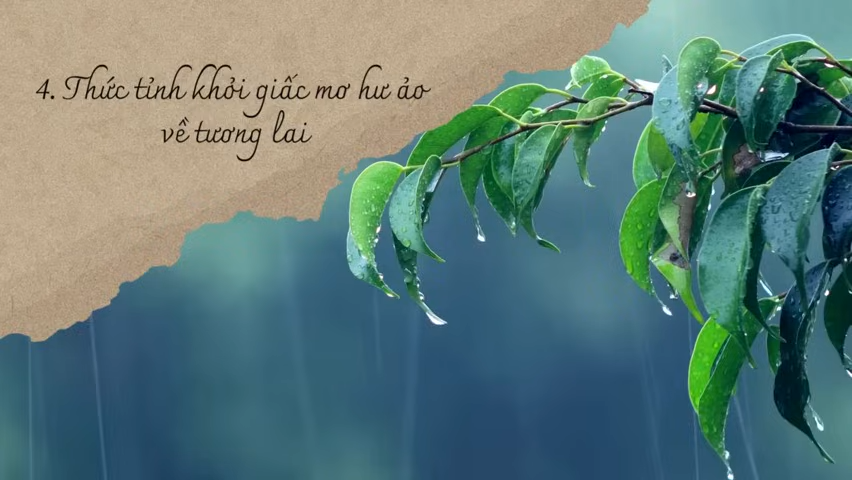 4. Thức tỉnh khỏi giấc mơ hư ảo
về tương lai